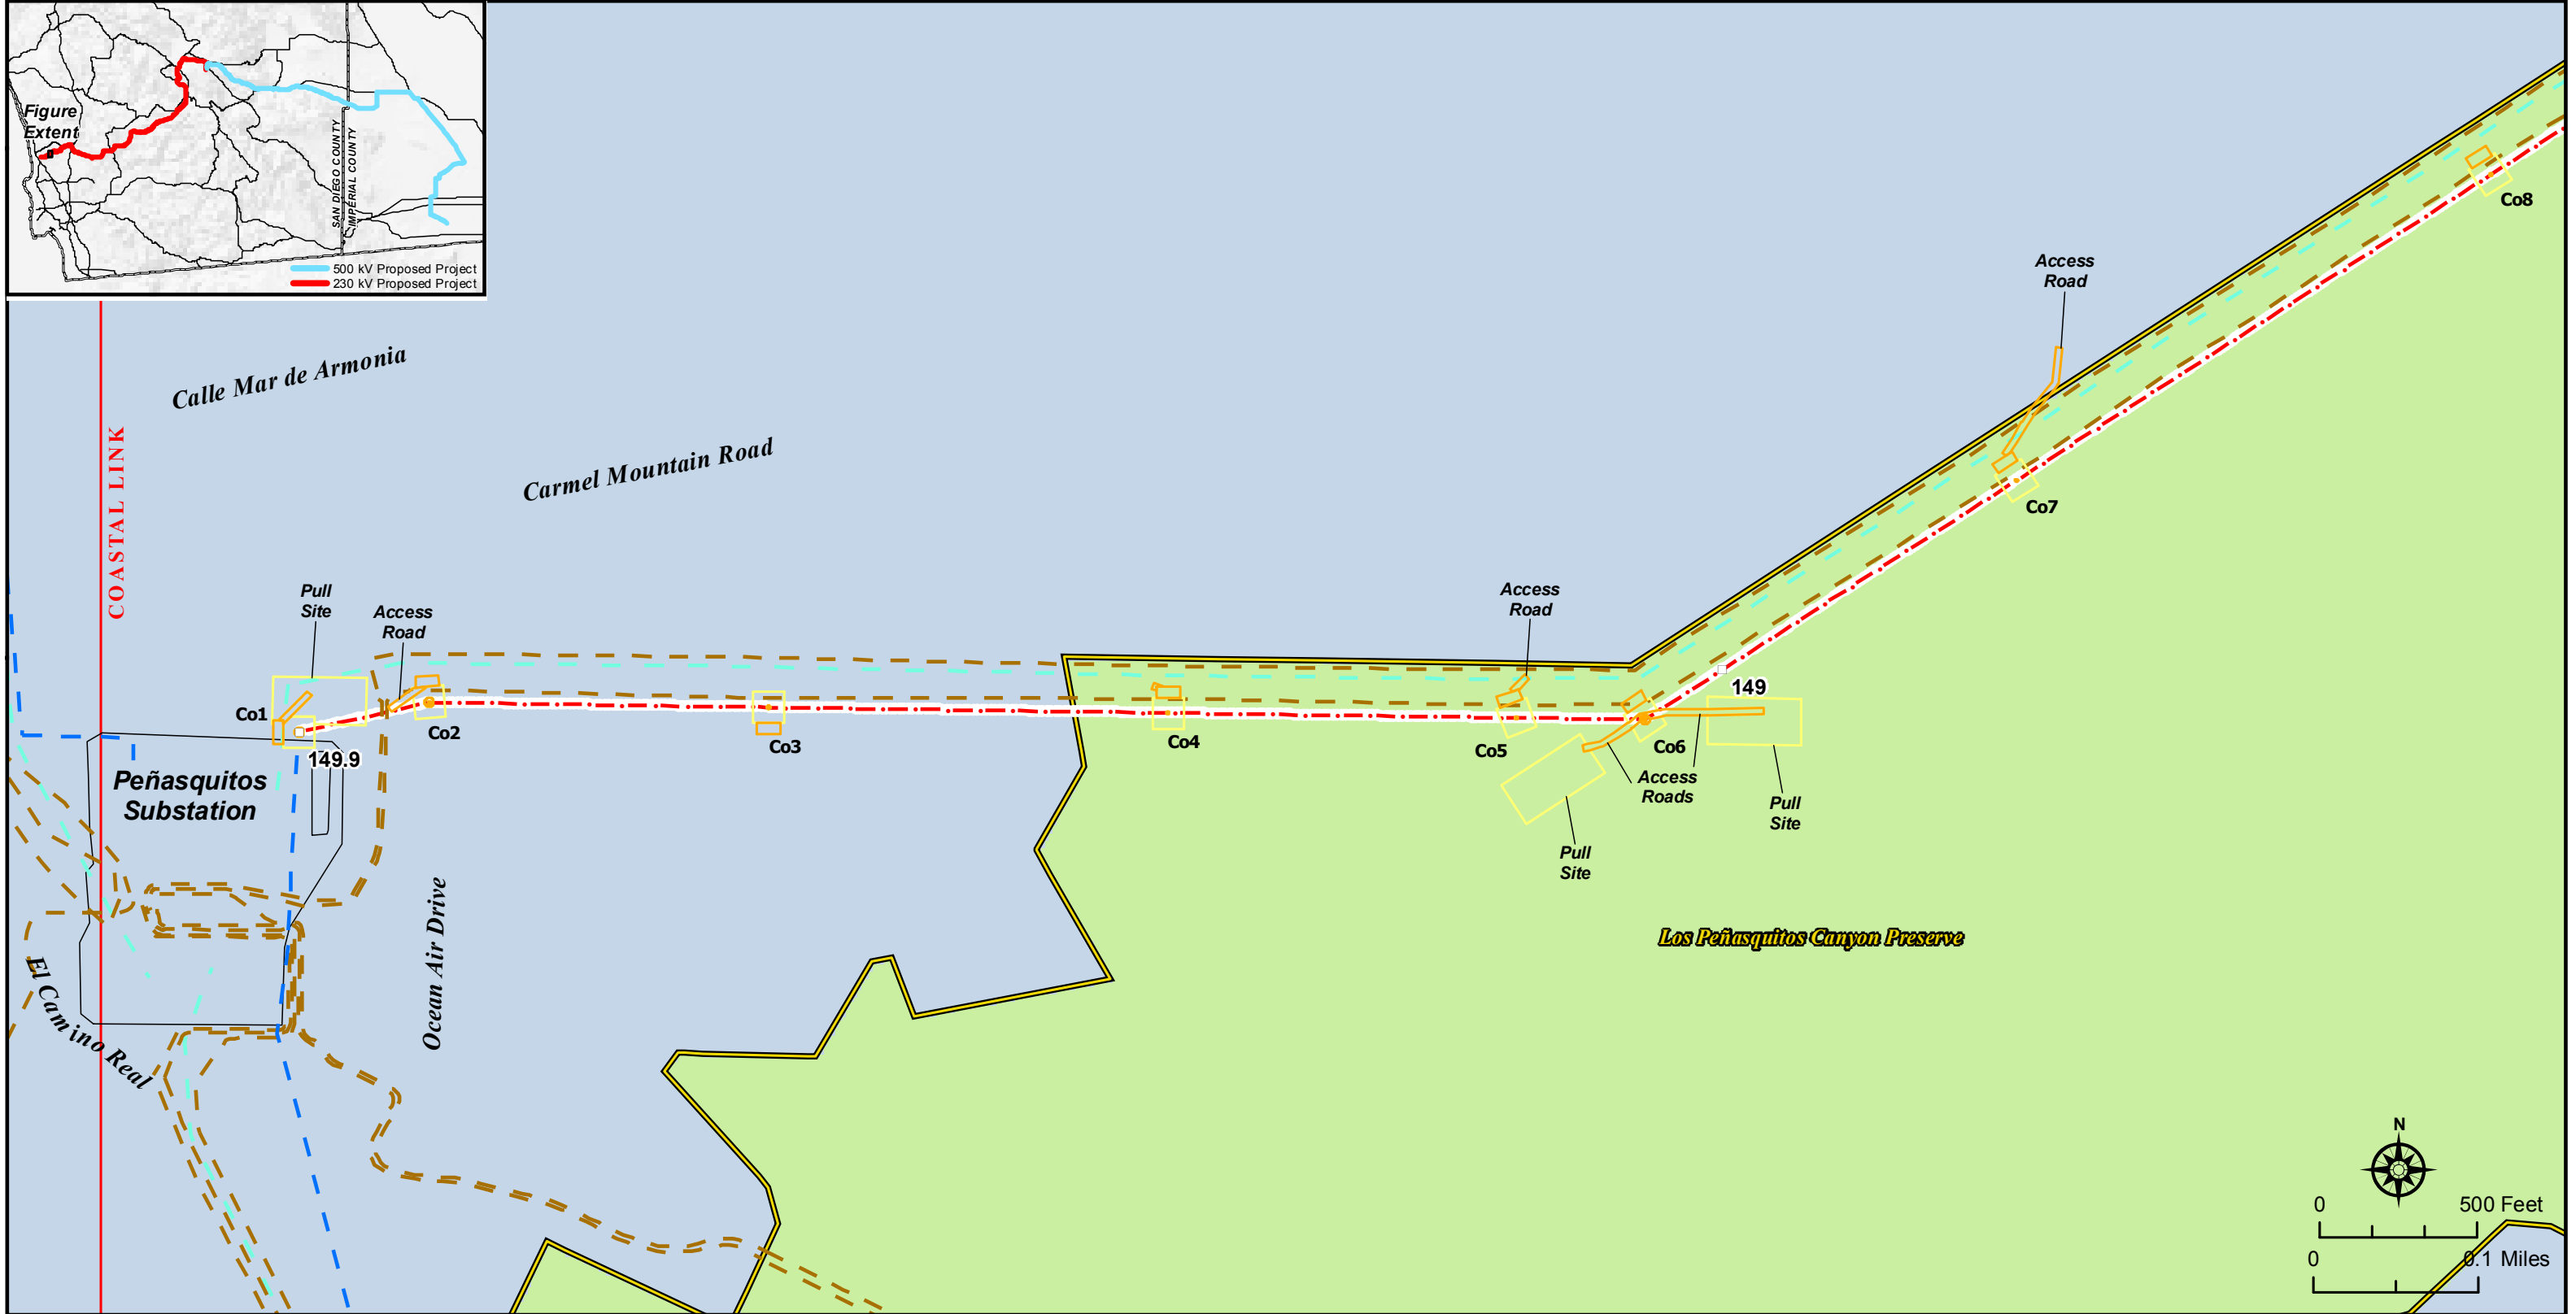 Figure
Extent
SAN DIEGO COUNTY
IMPERIAL COUNTY
500 kV Proposed Project
230 kV Proposed Project
Access
Road
Co8
Calle Mar de Armonia
COASTAL LINK
Carmel Mountain Road
Co7
Pull
Site
Access
Road
Access
Road
Co1
Co2
149.9
Co3
Co4
Co5
Co6
149
Peñasquitos
Substation
Access
Roads
Pull
Site
Pull
Site
Ocean Air Drive
El Camino Real
Los Peñasquitos Canyon Preserve
N
0 500 Feet
0 0.1 Miles